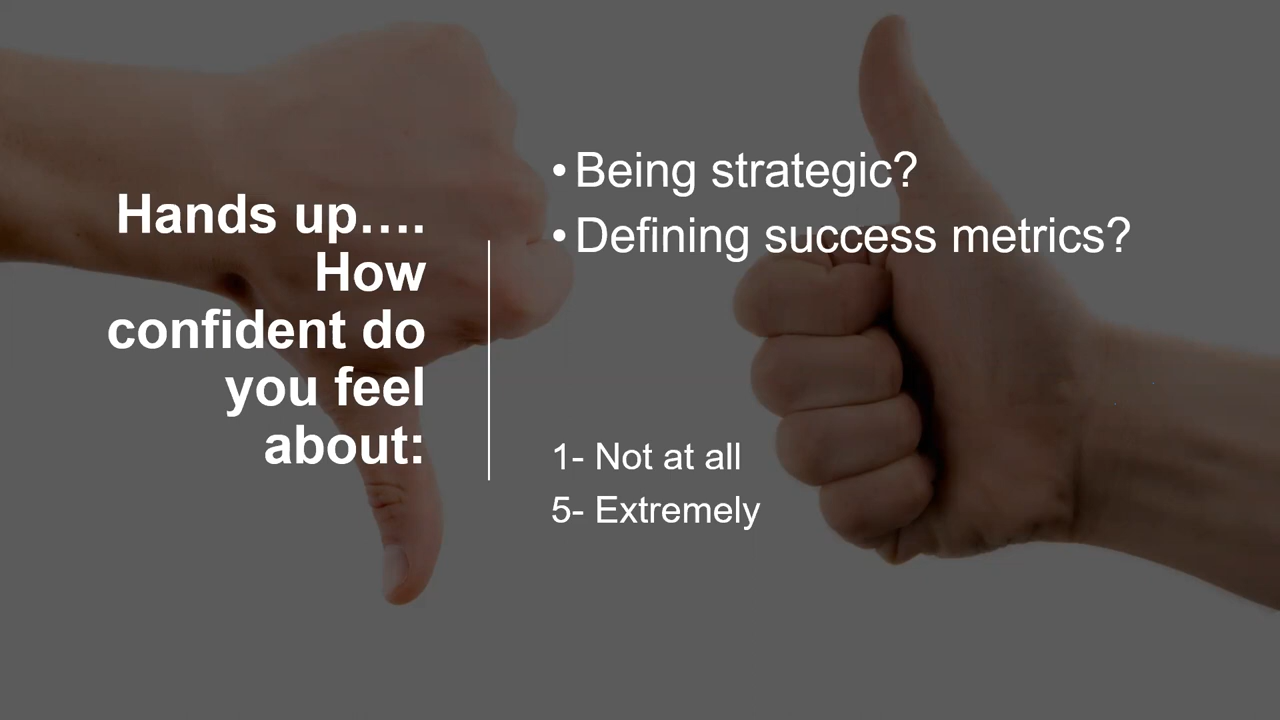 Hands up….
How
confident do
you feel
about:
•Being strategic?
•Defining success metrics?
1- Not at all
5- Extremely